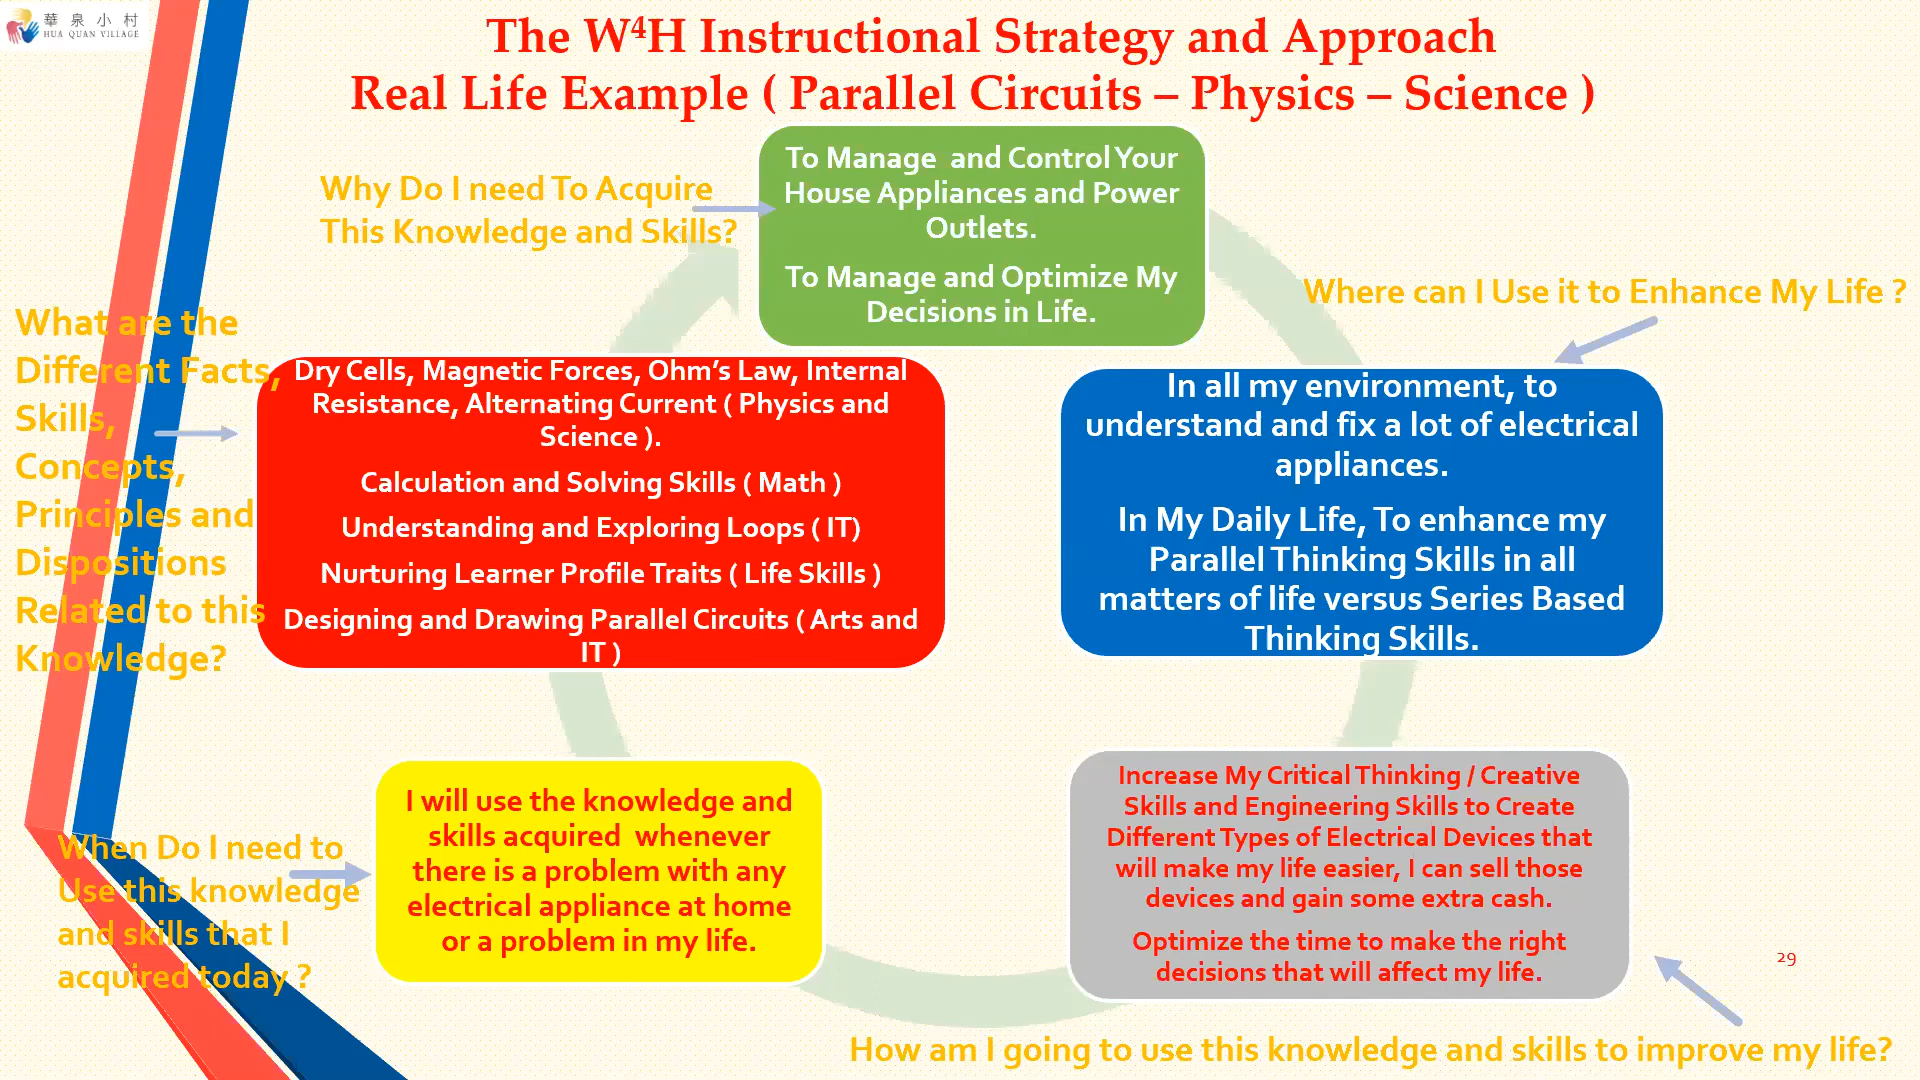 華泉小村
HUA QUAN VILLAGE
The W⁴H Instructional Strategy and Approach
Real Life Example ( Parallel Circuits – Physics – Science )
Why Do I need To Acquire
This Knowledge and Skills?
To Manage and Control Your
House Appliances and Power
Outlets.
To Manage and Optimize My
Decisions in Life.
Where can I Use it to Enhance My Life ?
In all my environment, to
understand and fix a lot of electrical
appliances.
In My Daily Life, To enhance my
Parallel Thinking Skills in all
matters of life versus Series Based
Thinking Skills.
What are the
Different Facts,
Skills,
Concepts,
Principles and
Dispositions
Related to this
Knowledge?
Dry Cells, Magnetic Forces, Ohm's Law, Internal
Resistance, Alternating Current ( Physics and
Science ).
Calculation and Solving Skills ( Math )
Understanding and Exploring Loops ( IT)
Nurturing Learner Profile Traits ( Life Skills )
Designing and Drawing Parallel Circuits ( Arts and
IT )
When Do I need to
Use this knowledge
and skills that I
acquired today ?
I will use the knowledge and
skills acquired whenever
there is a problem with any
electrical appliance at home
or a problem in my life.
Increase My Critical Thinking / Creative
Skills and Engineering Skills to Create
Different Types of Electrical Devices that
will make my life easier, I can sell those
devices and gain some extra cash.
Optimize the time to make the right
decisions that will affect my life.
29
How am I going to use this knowledge and skills to improve my life?